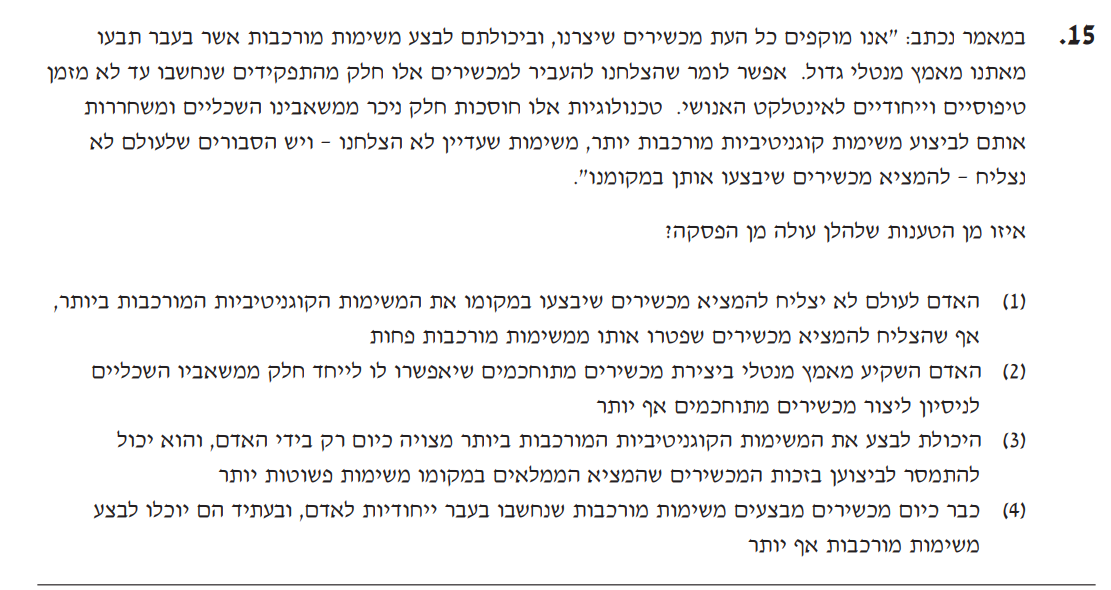 15. במאמר נכתב: "אנו מוקפים כל העת מכשירים שיצרנו, וביכולתם לבצע משימות מורכבות אשר בעבר תבעו
מאתנו מאמץ מנטלי גדול. אפשר לומר שהצלחנו להעביר למכשירים אלו חלק מהתפקידים שנחשבו עד לא מזמן
טיפוסיים וייחודיים לאינטלקט האנושי. טכנולוגיות אלו חוסכות חלק ניכר ממשאבינו השכליים ומשחררות
אותם לביצוע משימות קוגניטיביות מורכבות יותר, משימות שעדיין לא הצלחנו – ויש הסבורים שלעולם לא
נצליח – להמציא מכשירים שיבצעו אותן במקומנו".
איזו מן הטענות שלהלן עולה מן הפסקה?
(1) האדם לעולם לא יצליח להמציא מכשירים שיבצעו במקומו את המשימות הקוגניטיביות המורכבות ביותר,
אף שהצליח להמציא מכשירים שפטרו אותו ממשימות מורכבות פחות
(2) האדם השקיע מאמץ מנטלי ביצירת מכשירים מתוחכמים שיאפשרו לו לייחד חלק ממשאביו השכליים
לניסיון ליצור מכשירים מתוחכמים אף יותר
(3) היכולת לבצע את המשימות הקוגניטיביות המורכבות ביותר מצויה כיום רק בידי האדם, והוא יכול
להתמסר לביצוען בזכות המכשירים שהמציא הממלאים במקומו משימות פשוטות יותר
(4) כבר כיום מכשירים מבצעים משימות מורכבות שנחשבו בעבר ייחודיות לאדם, ובעתיד הם יוכלו לבצע
משימות מורכבות אף יותר